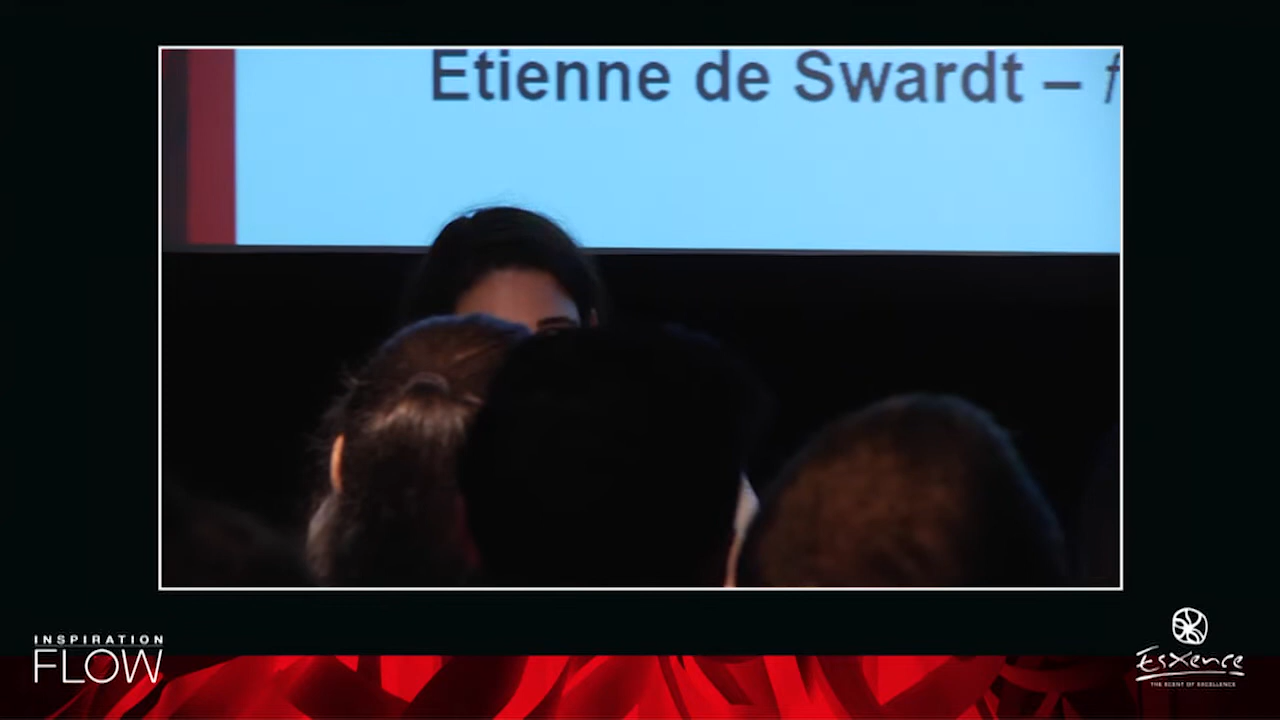 Etienne de Swardt –
INSPIRATION
FLOW
EsXence
THE SCENT OF EXCELLENCE